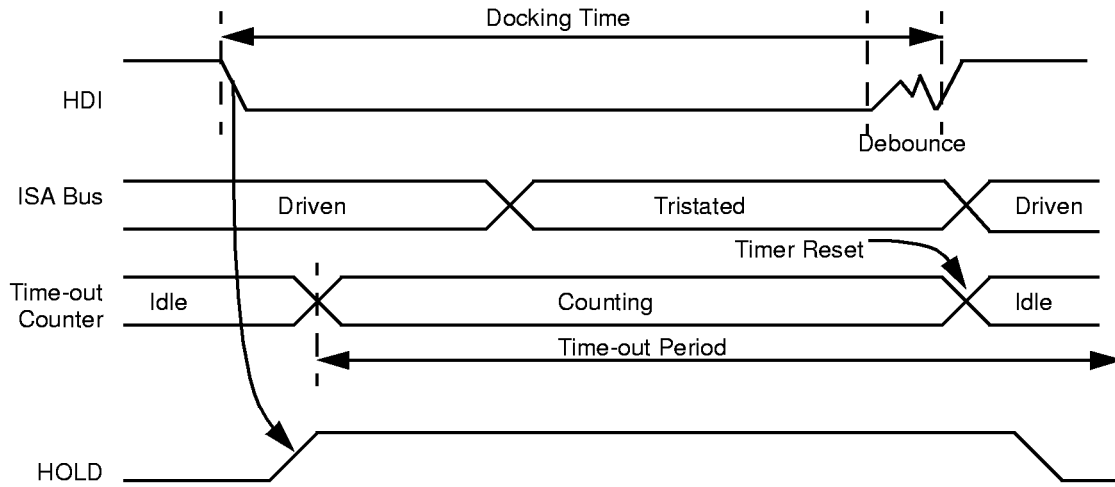 Docking Time
HDI
Debounce
ISA Bus
Driven
Tristated
Driven
Timer Reset
Time-out
Counter
Idle
Counting
Idle
Time-out Period
HOLD